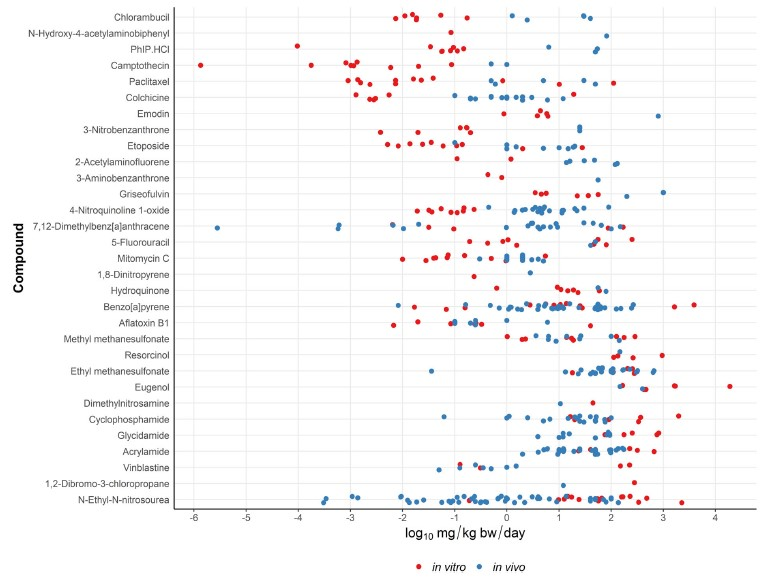 Compound
Chlorambucil
N-Hydroxy-4-acetylaminobiphenyl
PhIP.HCl
Camptothecin
Paclitaxel
Colchicine
Emodin
3-Nitrobenzanthrone
Etoposide
2-Acetylaminofluorene
3-Aminobenzanthrone
Griseofulvin
4-Nitroquinoline 1-oxide
7,12-Dimethylbenz[a]anthracene
5-Fluorouracil
Mitomycin C
1,8-Dinitropyrene
Hydroquinone
Benzo[a]pyrene
Aflatoxin B1
Methyl methanesulfonate
Resorcinol
Ethyl methanesulfonate
Eugenol
Dimethylnitrosamine
Cyclophosphamide
Glycidamide
Acrylamide
Vinblastine
1,2-Dibromo-3-chloropropane
N-Ethyl-N-nitrosourea
-6 -5 -4 -3 -2 -1 0 1 2 3 4
log₁₀ mg/kg bw/day
in vitro in vivo